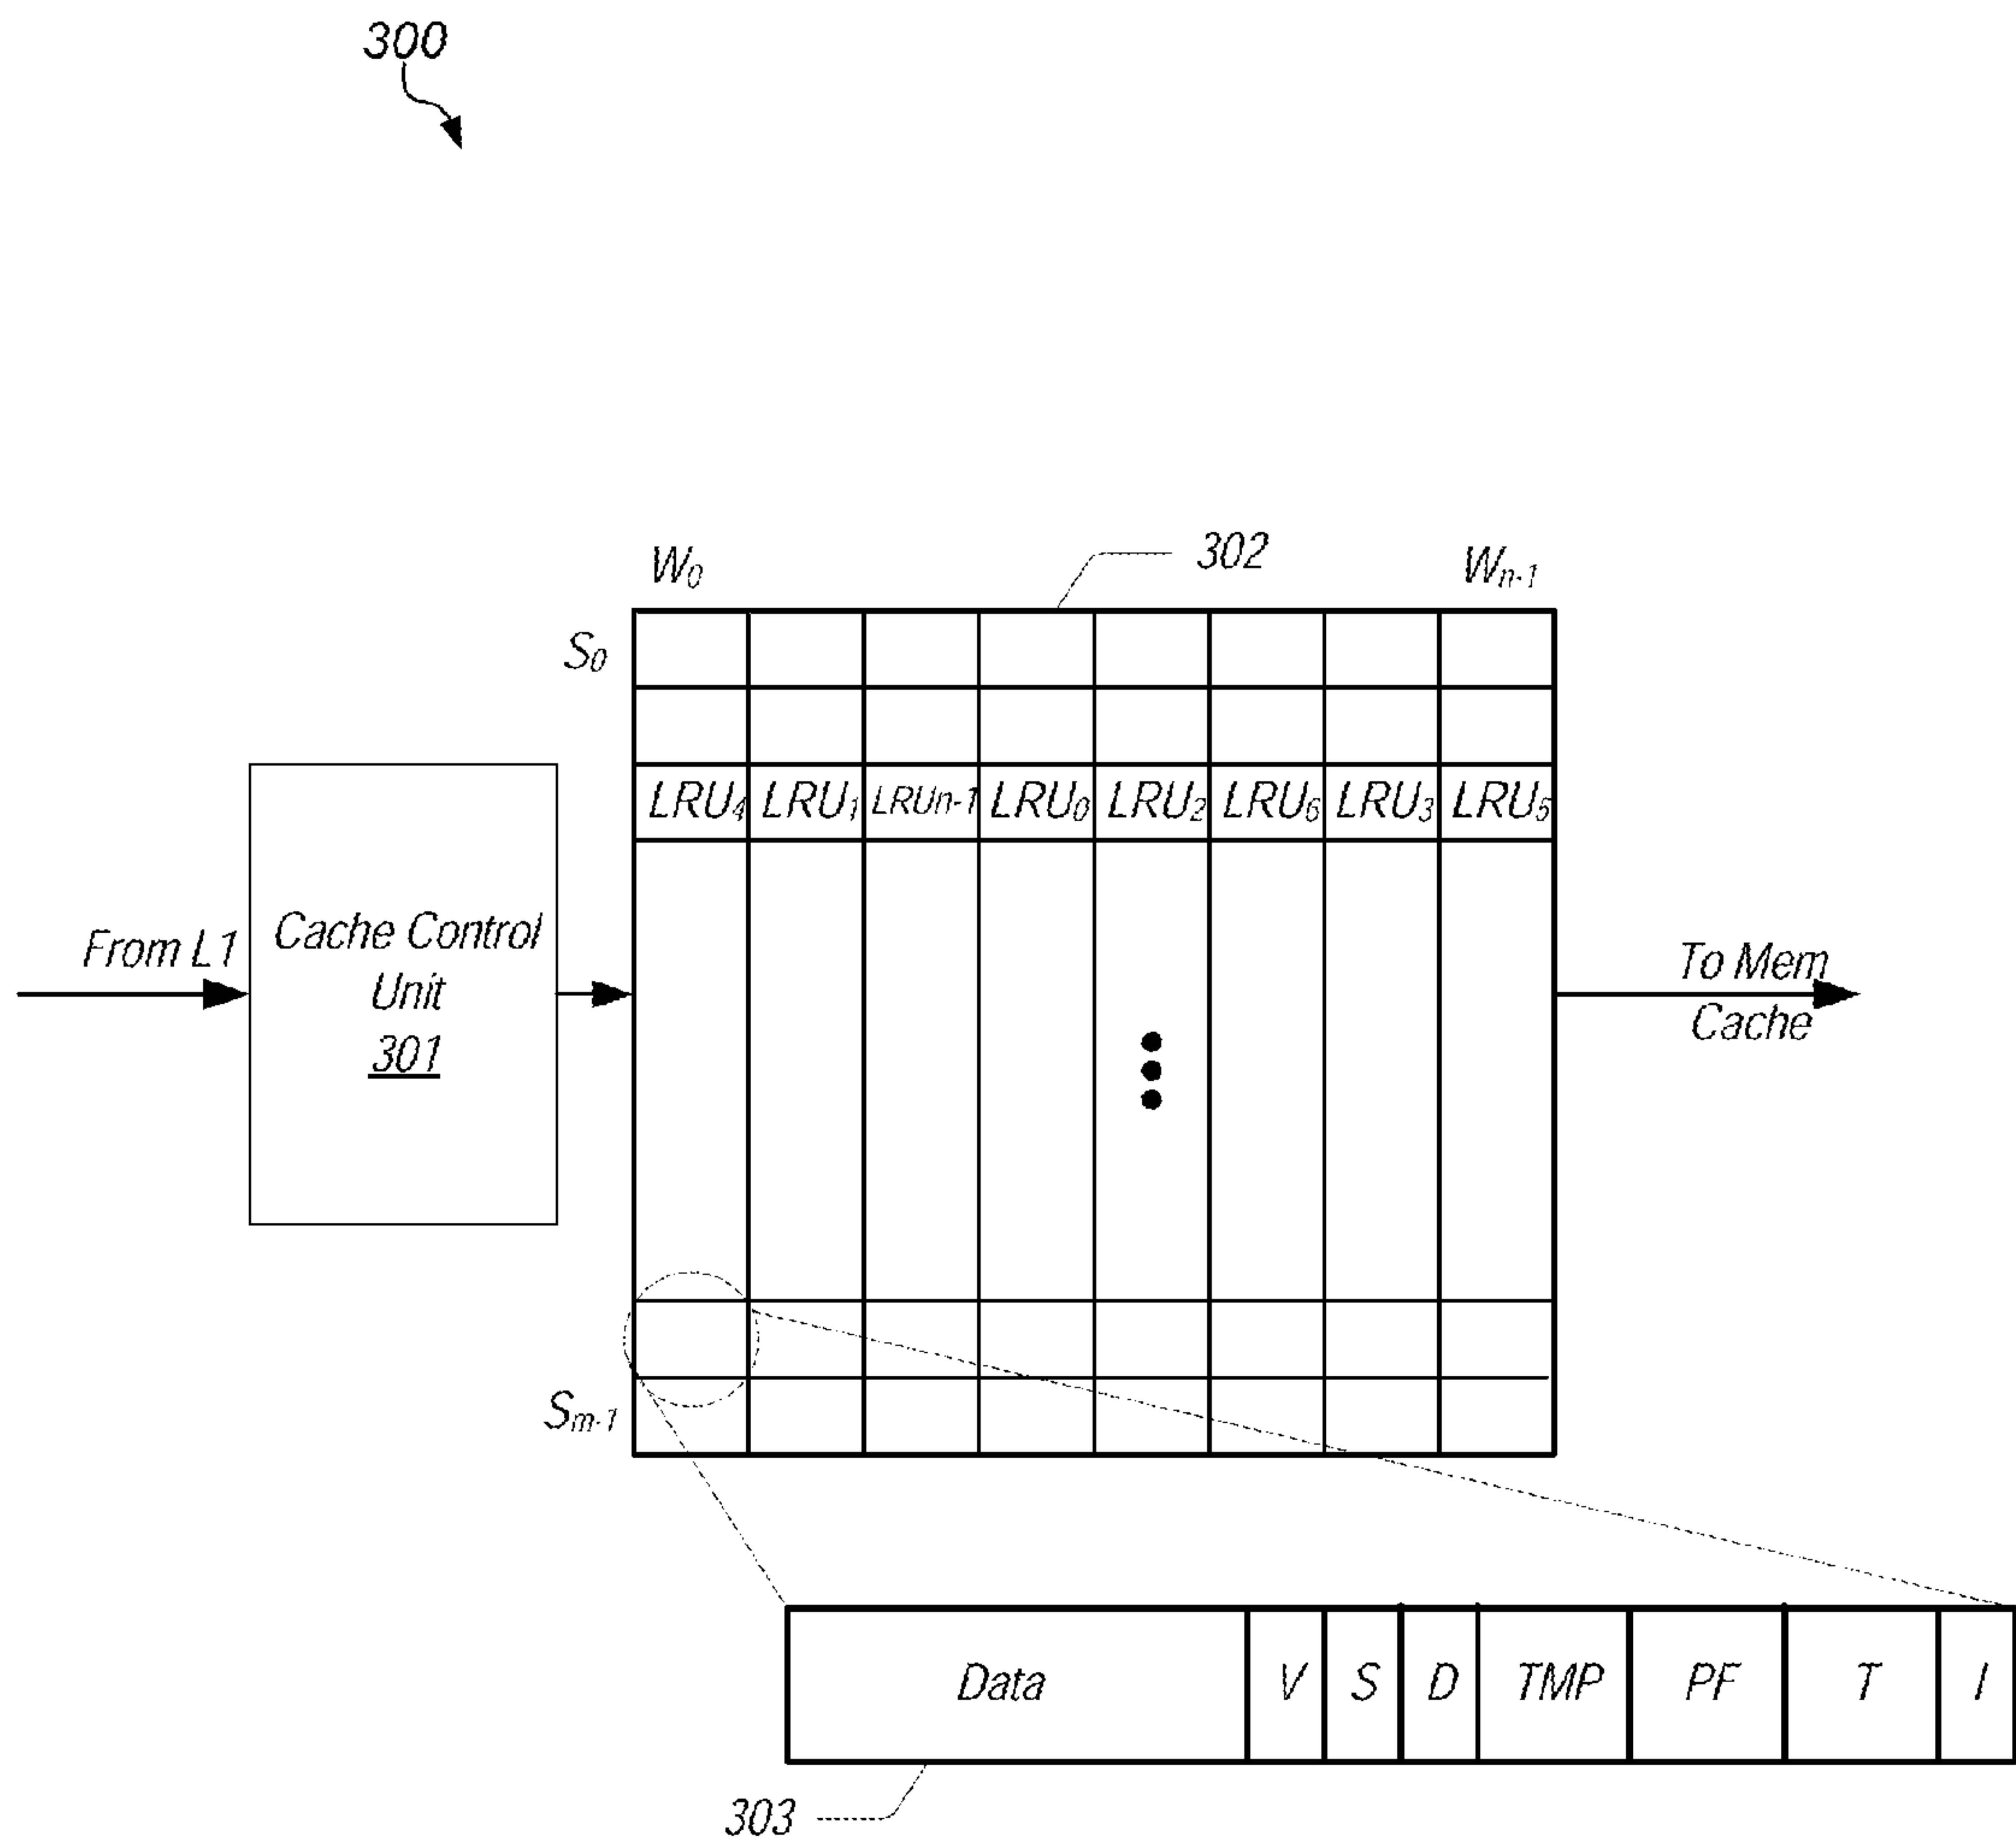 300
W₀
302
Wₙ₋₁
S₀
LRU₄ LRU₁ LRUn-1 LRU₀ LRU₂ LRU₆ LRU₃ LRU₅
From L1
Cache Control
Unit
301
To Mem
Cache
Sₘ₋₁
Data V S D TMP PF T I
303